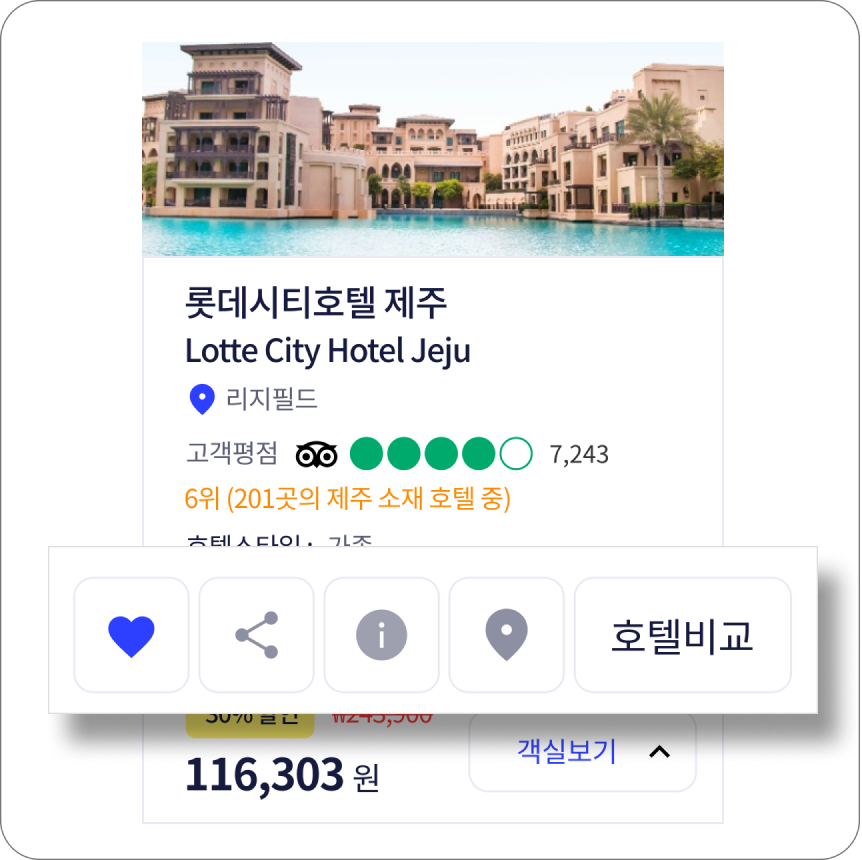 롯데시티호텔 제주
Lotte City Hotel Jeju
리지필드
고객평점 7,243
6위 (201곳의 제주 소재 호텔 중)
호텔스타일 : 가족
호텔비교
30% 할인
객실보기
116,303 원